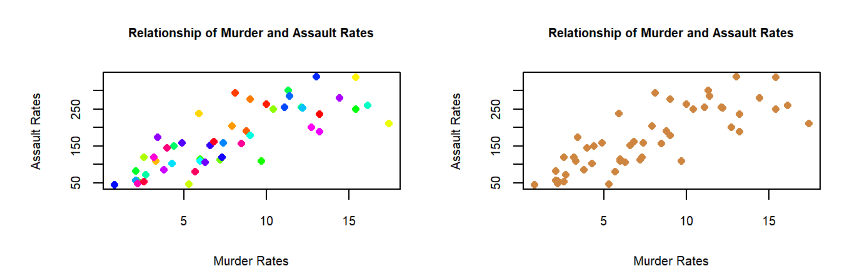 Relationship of Murder and Assault Rates
Assault Rates
250
150
50
5
10
15
Murder Rates
Relationship of Murder and Assault Rates
Assault Rates
250
150
50
5
10
15
Murder Rates